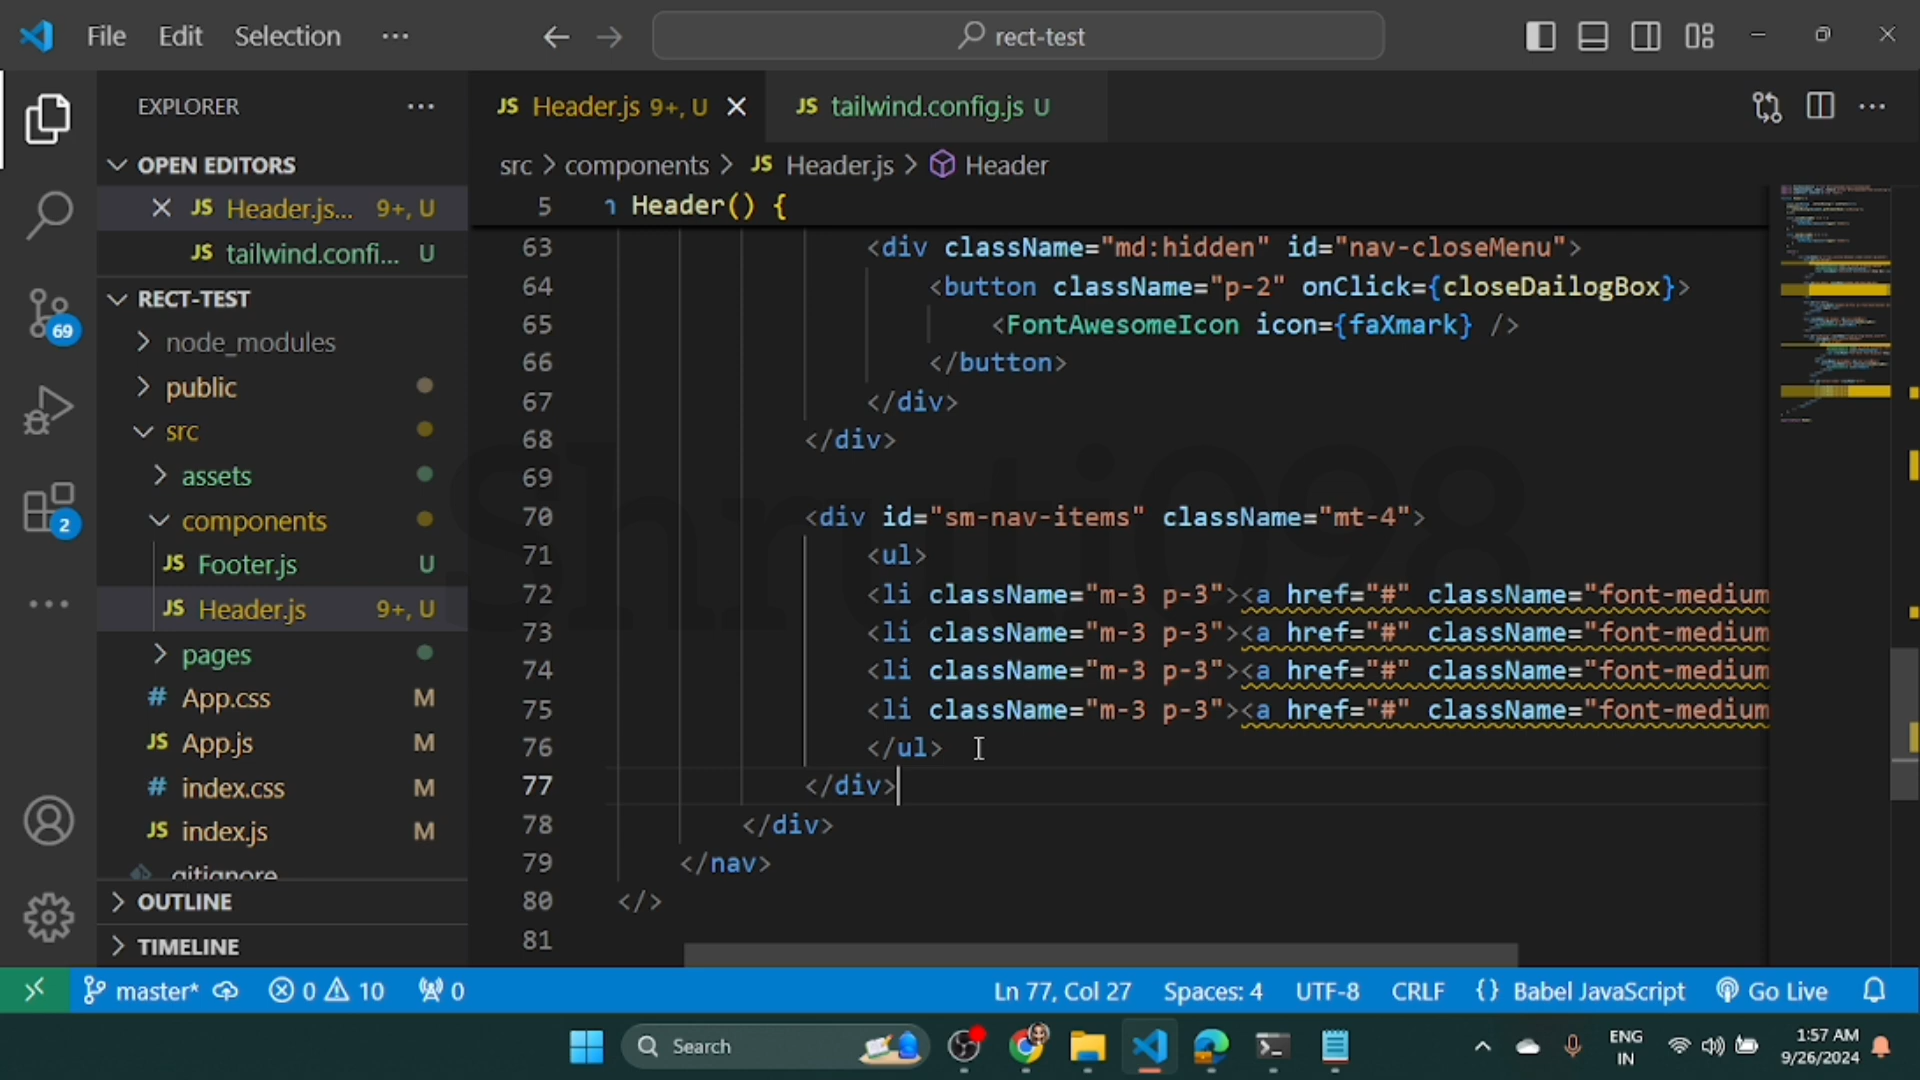 File Edit Selection ···
rect-test
EXPLORER ···
OPEN EDITORS
JS Header.js... 9+, U
JS tailwind.confi... U
RECT-TEST
node_modules
public
src
assets
components
JS Footer.js U
JS Header.js 9+, U
pages
# App.css M
JS App.js M
# index.css M
JS index.js M
.gitignore
OUTLINE
TIMELINE
69
2
JS Header.js 9+, U
JS tailwind.config.js U
src > components > JS Header.js > Header
5 Header() {
63 <div className="md:hidden" id="nav-closeMenu">
64 <button className="p-2" onClick={closeDailogBox}>
65 <FontAwesomeIcon icon={faXmark} />
66 </button>
67 </div>
68 </div>
69
70 <div id="sm-nav-items" className="mt-4">
71 <ul>
72 <li className="m-3 p-3"><a href="#" className="font-medium
73 <li className="m-3 p-3"><a href="#" className="font-medium
74 <li className="m-3 p-3"><a href="#" className="font-medium
75 <li className="m-3 p-3"><a href="#" className="font-medium
76 </ul>
77 </div>
78 </div>
79 </nav>
80 </>
81
Shruti098
master* 0 10 0
Ln 77, Col 27 Spaces: 4 UTF-8 CRLF {} Babel JavaScript Go Live
Search
ENG
IN
1:57 AM
9/26/2024